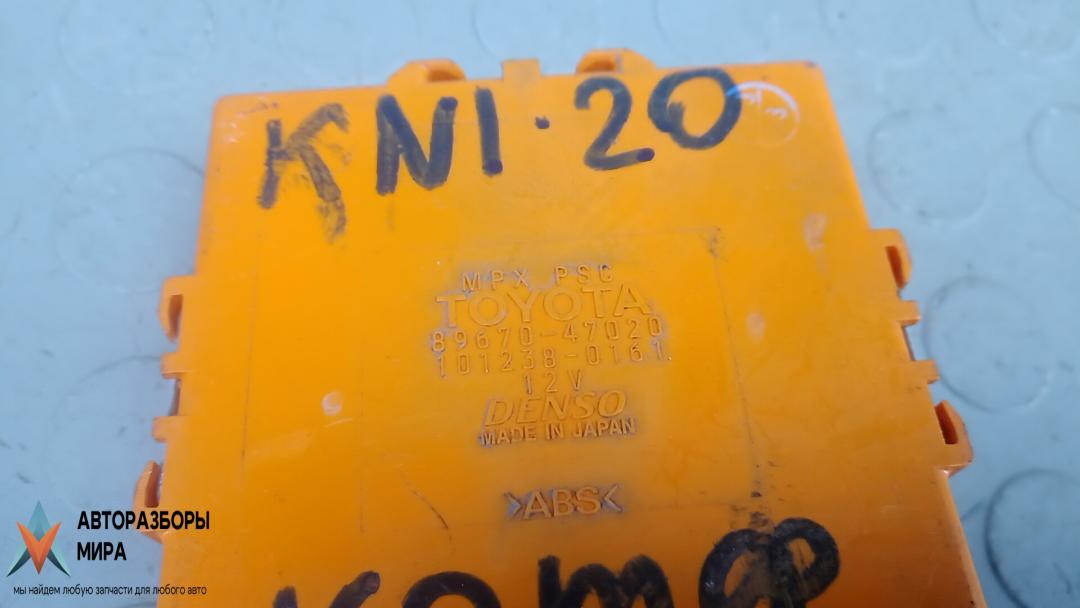 KNI·20
MPX PSC
TOYOTA
89670-47020
101238-0161
12V
DENSO
MADE IN JAPAN
>ABS<
АВТОРАЗБОРЫ
МИРА
мы найдем любую запчасти для любого авто